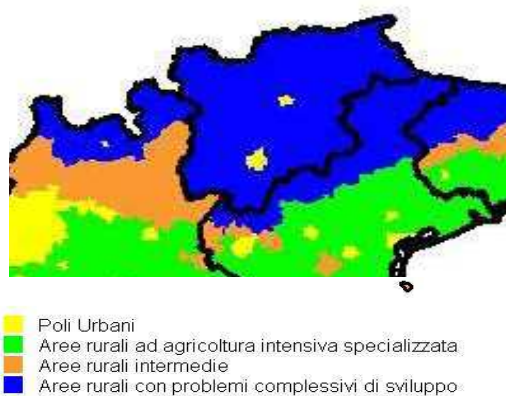 Poli Urbani
Aree rurali ad agricoltura intensiva specializzata
Aree rurali intermedie
Aree rurali con problemi complessivi di sviluppo